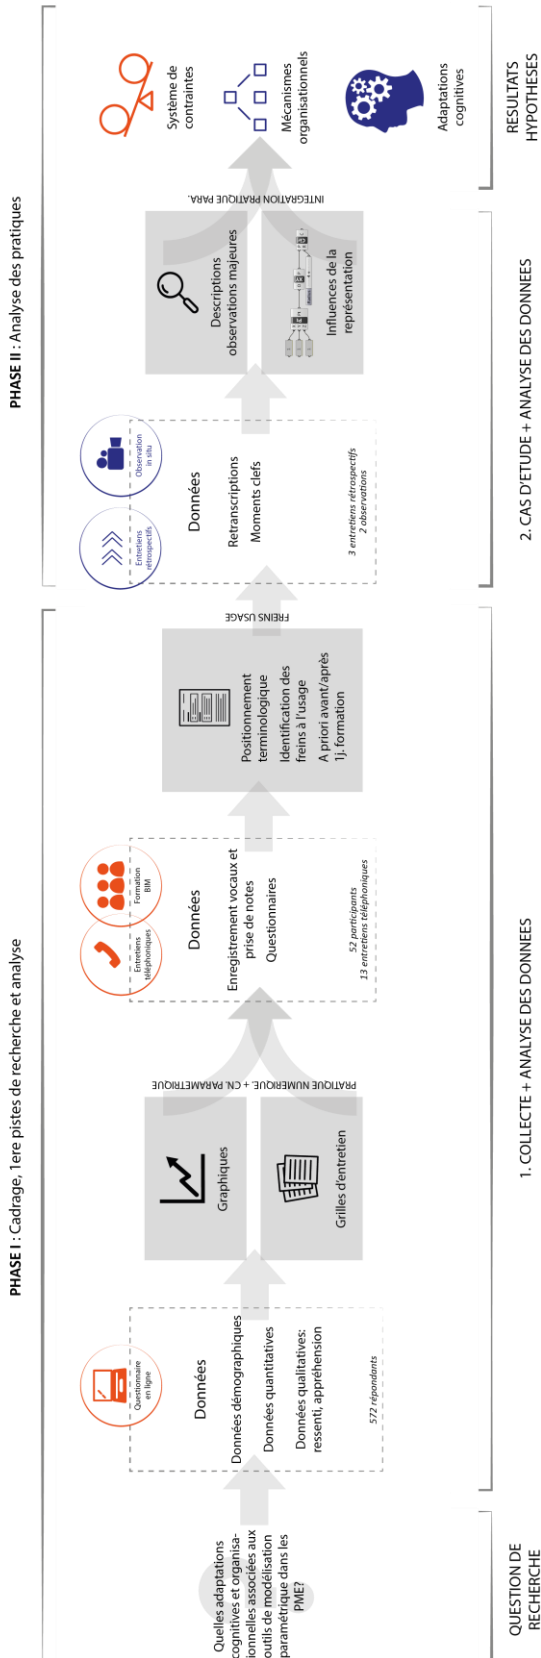 PHASE I : Cadrage, 1ere pistes de recherche et analyse
PHASE II : Analyse des pratiques
Quelles adaptations
cognitives et organisa-
ionnelles associées aux
outils de modélisation
paramétrique dans les
PME?
Questionnaire
en ligne
Données
Données démographiques
Données quantitatives
Données qualitatives:
ressenti, appréhension
572 répondants
Graphiques
Grilles d'entretien
PRATIQUE NUMERIQUE. + CN. PARAMETRIQUE
Entretiens
téléphoniques
Formation
BIM
Données
Enregistrement vocaux et
prise de notes
Questionnaires
52 participants
13 entretiens téléphoniques
Positionnement
terminologique
Identification des
freins à l'usage
A priori avant/après
1j. formation
FREINS USAGE
Entretiens
rétrospectifs
Observation
in situ
Données
Retranscriptions
Moments clefs
3 entretiens rétrospectifs
2 observations
Descriptions
observations majeures
Influences de la
représentation
INTEGRATION PRATIQUE PARA.
Système de
contraintes
Mécanismes
organisationnels
Adaptations
cognitives
QUESTION DE
RECHERCHE
1. COLLECTE + ANALYSE DES DONNEES
2. CAS D'ETUDE + ANALYSE DES DONNEES
RESULTATS
HYPOTHESES